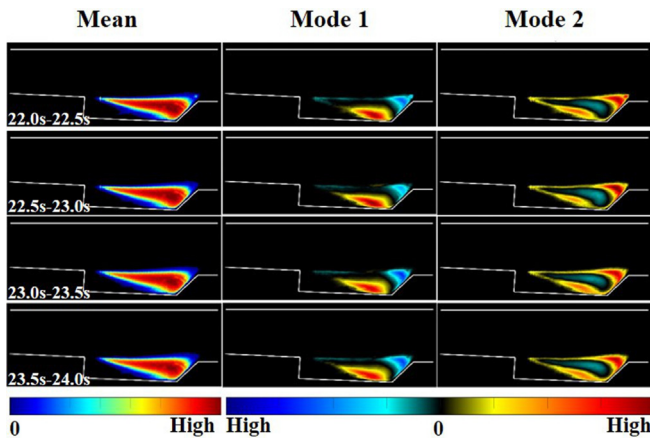 Mean Mode 1 Mode 2
22.0s-22.5s
22.5s-23.0s
23.0s-23.5s
23.5s-24.0s
0 High High 0 High